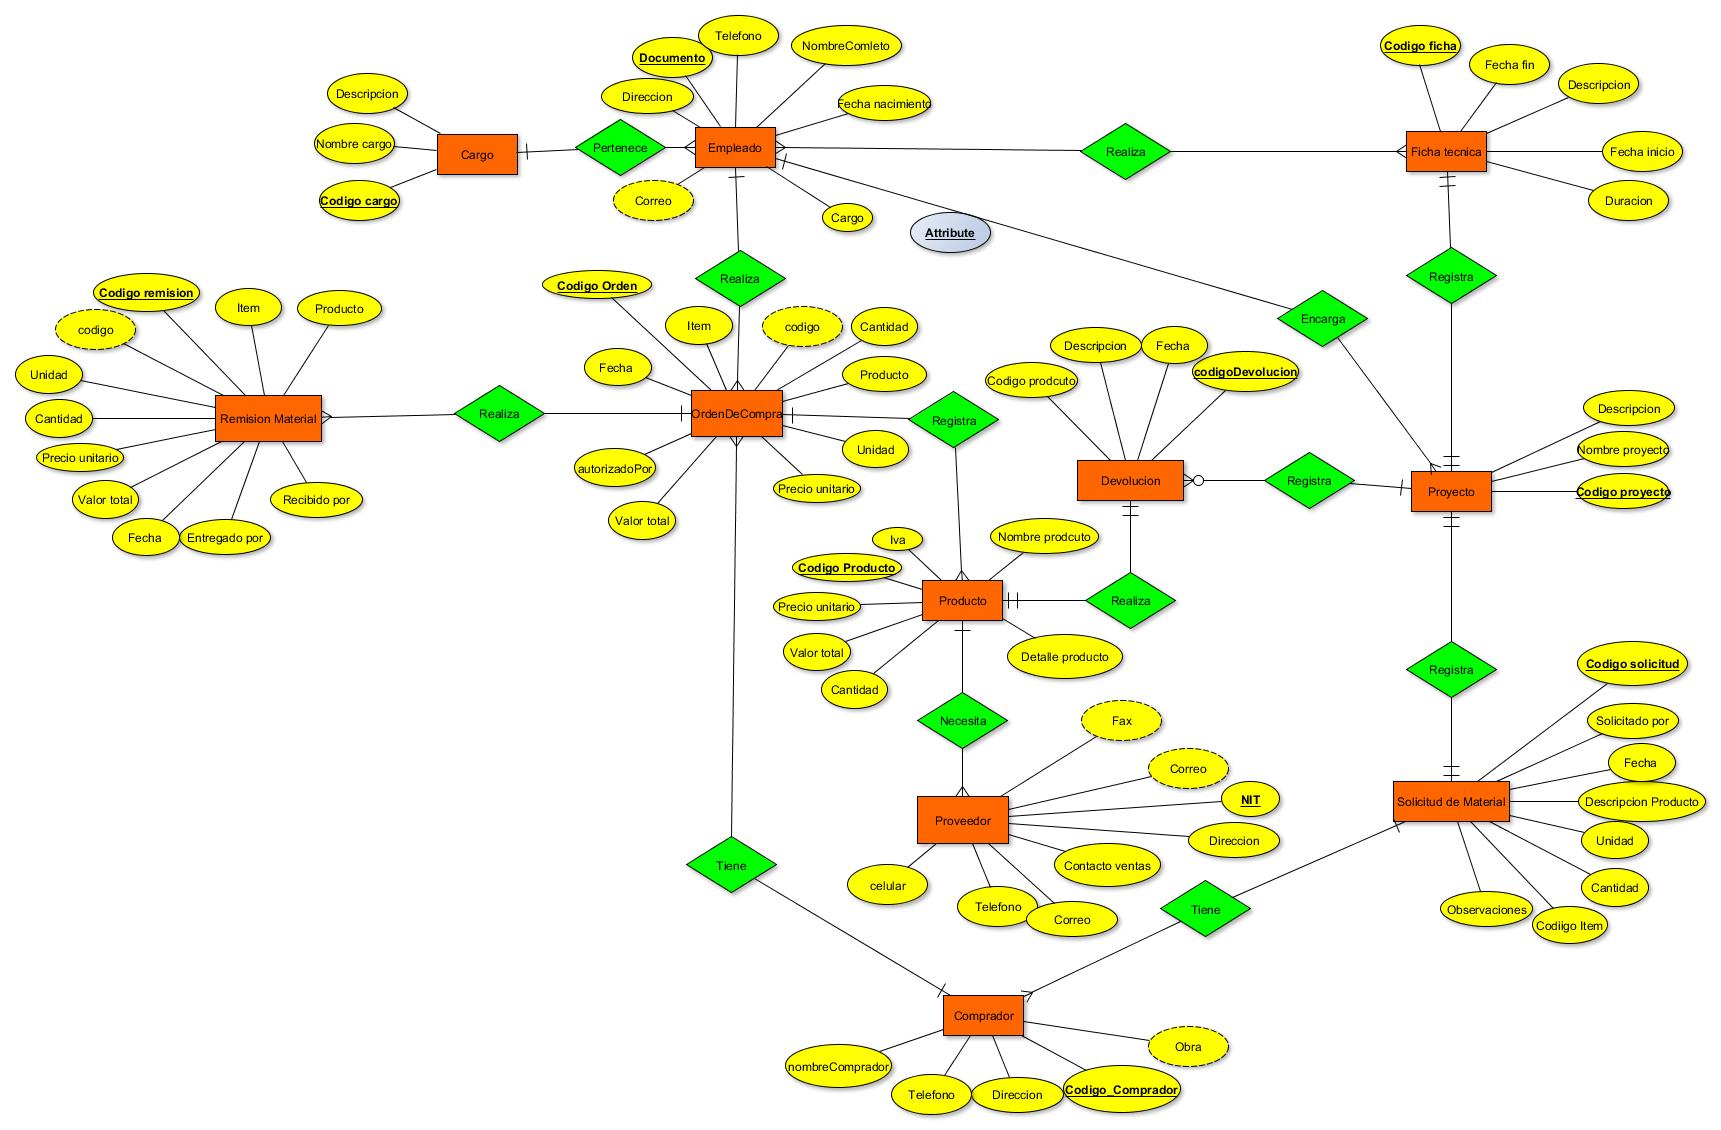 Telefono
NombreComleto
Documento
Codigo ficha
Fecha fin
Descripcion
Descripcion
Direccion
Fecha nacimiento
Nombre cargo
Cargo
Pertenece
Empleado
Realiza
Ficha tecnica
Fecha inicio
Codigo cargo
Correo
Cargo
Duracion
Attribute
Codigo remision
Item
Producto
Codigo Orden
Realiza
Registra
codigo
Item
codigo
Cantidad
Encarga
Unidad
Fecha
Producto
Descripcion
Fecha
Codigo prodcuto
codigoDevolucion
Cantidad
Remision Material
Realiza
OrdenDeCompra
Registra
Descripcion
Precio unitario
autorizadoPor
Unidad
Nombre proyecto
Valor total
Recibido por
Precio unitario
Devolucion
Registra
Proyecto
Codigo proyecto
Fecha
Entregado por
Valor total
Iva
Nombre prodcuto
Codigo Producto
Precio unitario
Producto
Realiza
Valor total
Detalle producto
Cantidad
Registra
Codigo solicitud
Necesita
Fax
Solicitado por
Correo
Fecha
NIT
Solicitud de Material
Descripcion Producto
Proveedor
Direccion
Unidad
Tiene
celular
Contacto ventas
Cantidad
Telefono
Correo
Tiene
Observaciones
Codiigo Item
Comprador
Obra
nombreComprador
Telefono
Direccion
Codigo_Comprador